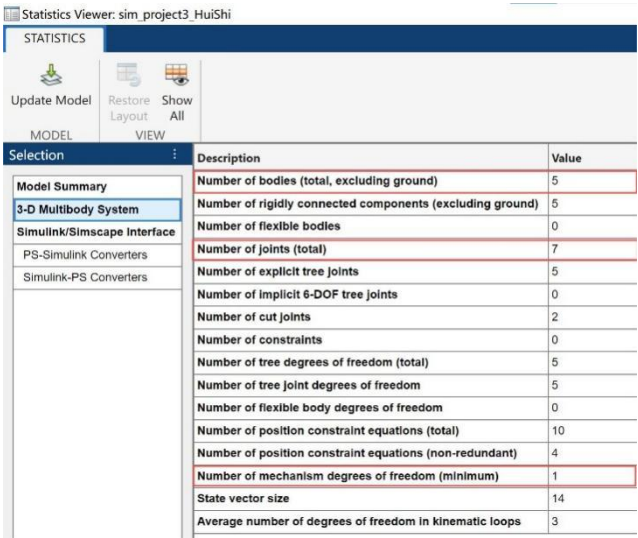 Statistics Viewer: sim_project3_HuiShi
STATISTICS
Update Model
Restore Layout
Show All
MODEL
VIEW
Selection
Model Summary
3-D Multibody System
Simulink/Simscape Interface
PS-Simulink Converters
Simulink-PS Converters
Description Value
Number of bodies (total, excluding ground) 5
Number of rigidly connected components (excluding ground) 5
Number of flexible bodies 0
Number of joints (total) 7
Number of explicit tree joints 5
Number of implicit 6-DOF tree joints 0
Number of cut joints 2
Number of constraints 0
Number of tree degrees of freedom (total) 5
Number of tree joint degrees of freedom 5
Number of flexible body degrees of freedom 0
Number of position constraint equations (total) 10
Number of position constraint equations (non-redundant) 4
Number of mechanism degrees of freedom (minimum) 1
State vector size 14
Average number of degrees of freedom in kinematic loops 3